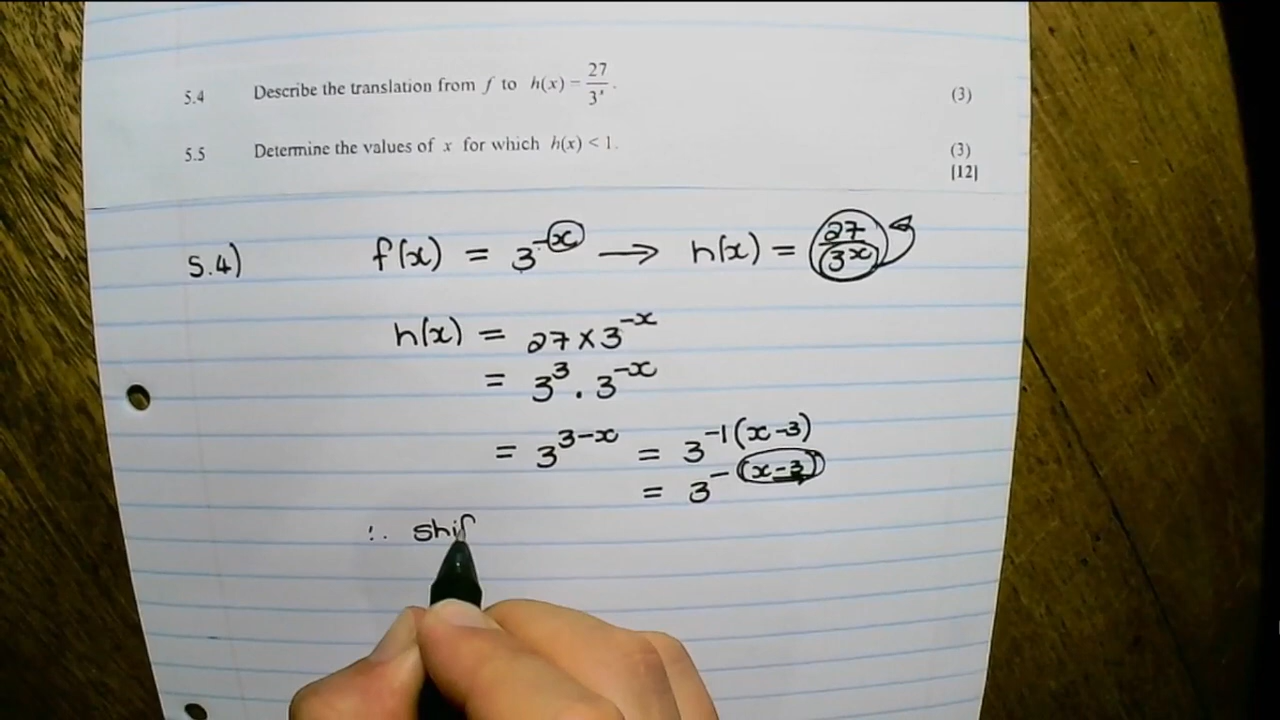 5.4 Describe the translation from f to h(x) = 27/3ˣ. (3)
5.5 Determine the values of x for which h(x) < 1. (3)
[12]
5.4) f(x) = 3^-x → h(x) = 27/3^x
h(x) = 27 × 3^-x
= 3^3 . 3^-x
= 3^3-x = 3^-1(x-3)
= 3^-(x-3)
∴ shif